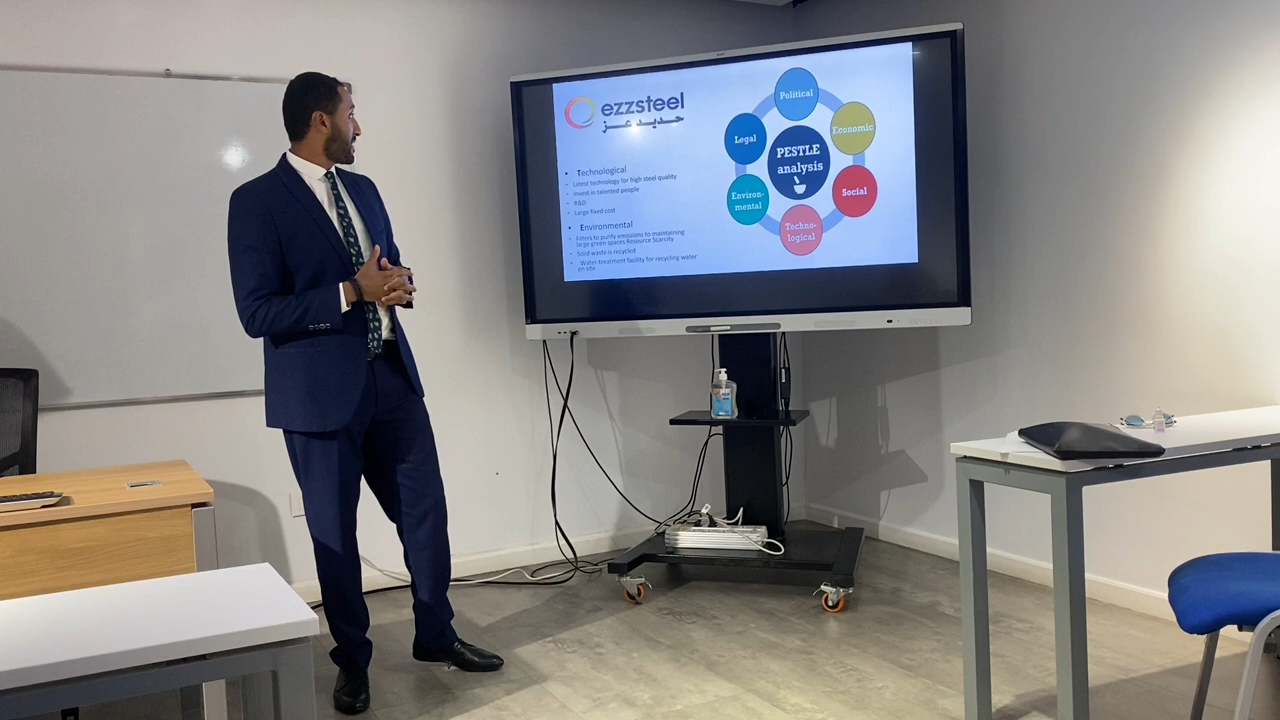 ezzsteel
حديد عز
• Technological
- Latest technology for high steel quality
- Invest in talented people
- R&D
- Large fixed cost
• Environmental
- Filters to purify emissions to maintaining
large green spaces Resource Scarcity
- Solid waste is recycled
- Water-treatment facility for recycling water
on site
Political
Legal
Economic
PESTLE
analysis
Environ-
mental
Social
Techno-
logical